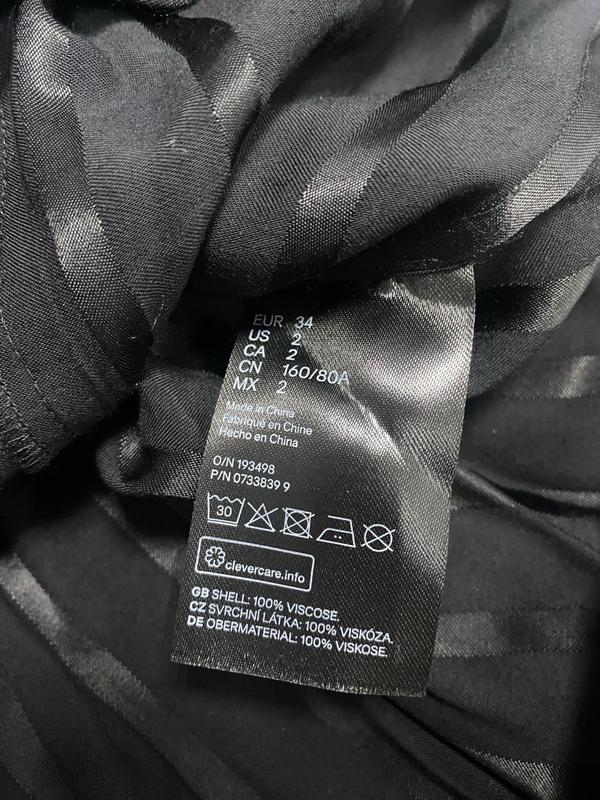 EUR 34
US 2
CA 2
CN 160/80A
MX 2
Made in China
Fabriqué en Chine
Hecho en China
O/N 193498
P/N 0733839 9
30
clevercare.info
GB SHELL: 100% VISCOSE.
CZ SVRCHNÍ LÁTKA: 100% VISKÓZA.
DE OBERMATERIAL: 100% VISKOSE.